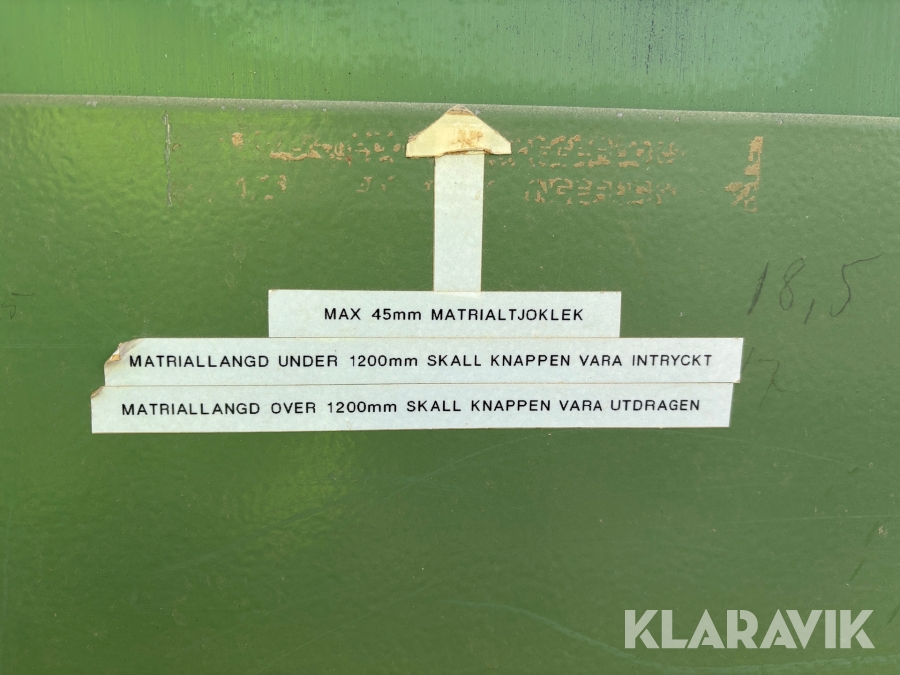 MAX 45mm MATRIALTJOKLEK
18,5
MATRIALLANGD UNDER 1200mm SKALL KNAPPEN VARA INTRYCKT
MATRIALLANGD OVER 1200mm SKALL KNAPPEN VARA UTDRAGEN
KLARAVIK